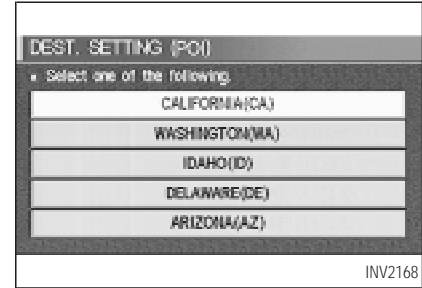 DEST. SETTING (POI)
▪ Select one of the following.
CALIFORNIA(CA)
WASHINGTON(WA)
IDAHO(ID)
DELAWARE(DE)
ARIZONA(AZ)
INV2168